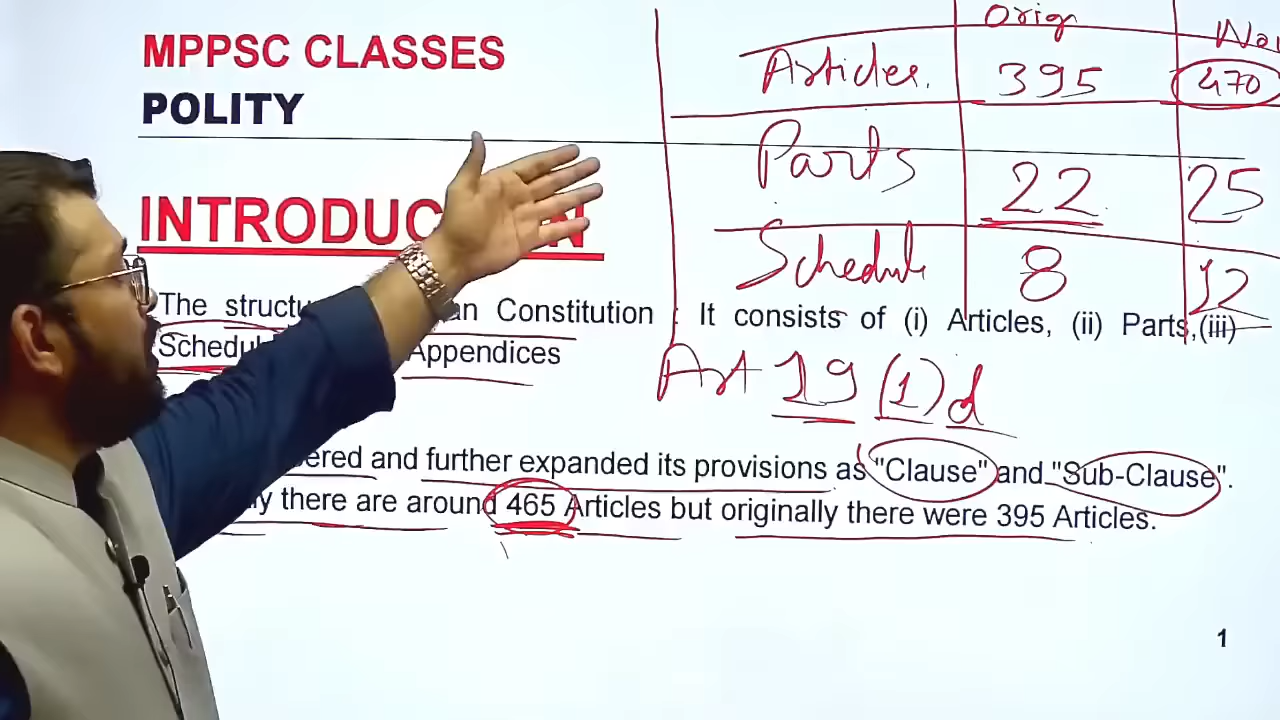 MPPSC CLASSES
POLITY
Orig
Articles. 395 470
Parts 22 25
Schedule 8 12
INTRODUC N
The structu an Constitution : It consists of (i) Articles, (ii) Parts, (iii)
Schedul Appendices
Art 19 (1) d
ered and further expanded its provisions as "Clause" and "Sub-Clause".
ly there are around 465 Articles but originally there were 395 Articles.
1